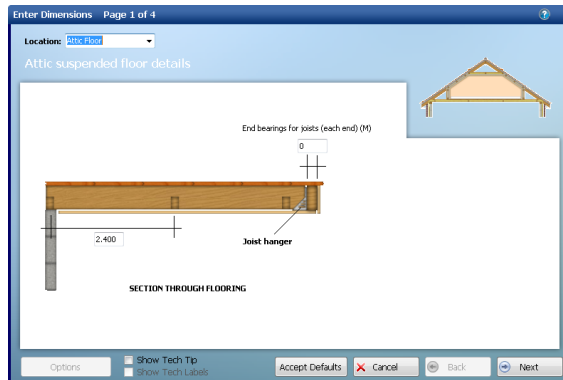 Enter Dimensions Page 1 of 4
?
Location: Attic Floor
Attic suspended floor details
End bearings for joists (each end) (M)
0
2.400
Joist hanger
SECTION THROUGH FLOORING
Options
Show Tech Tip
Show Tech Labels
Accept Defaults
Cancel
Back
Next